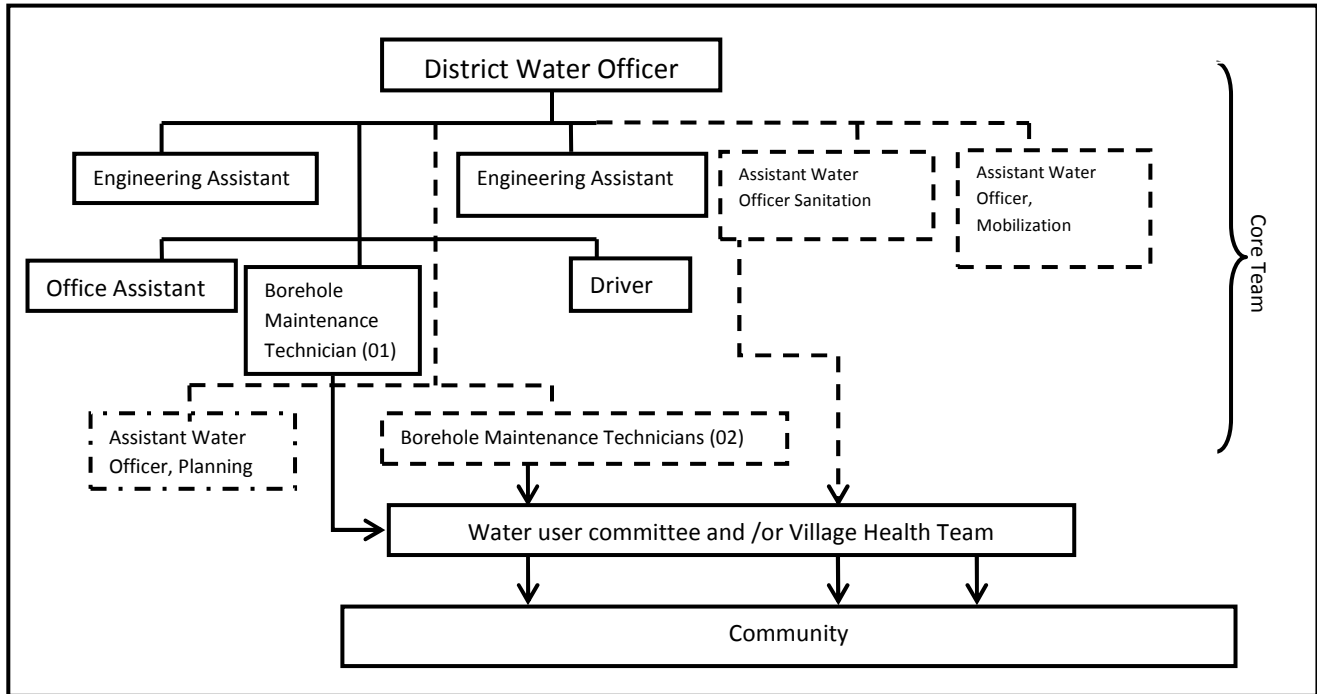 District Water Officer
Engineering Assistant
Engineering Assistant
Assistant Water
Officer Sanitation
Assistant Water
Officer,
Mobilization
Core Team
Office Assistant
Borehole
Maintenance
Technician (01)
Driver
Assistant Water
Officer, Planning
Borehole Maintenance Technicians (02)
Water user committee and /or Village Health Team
Community